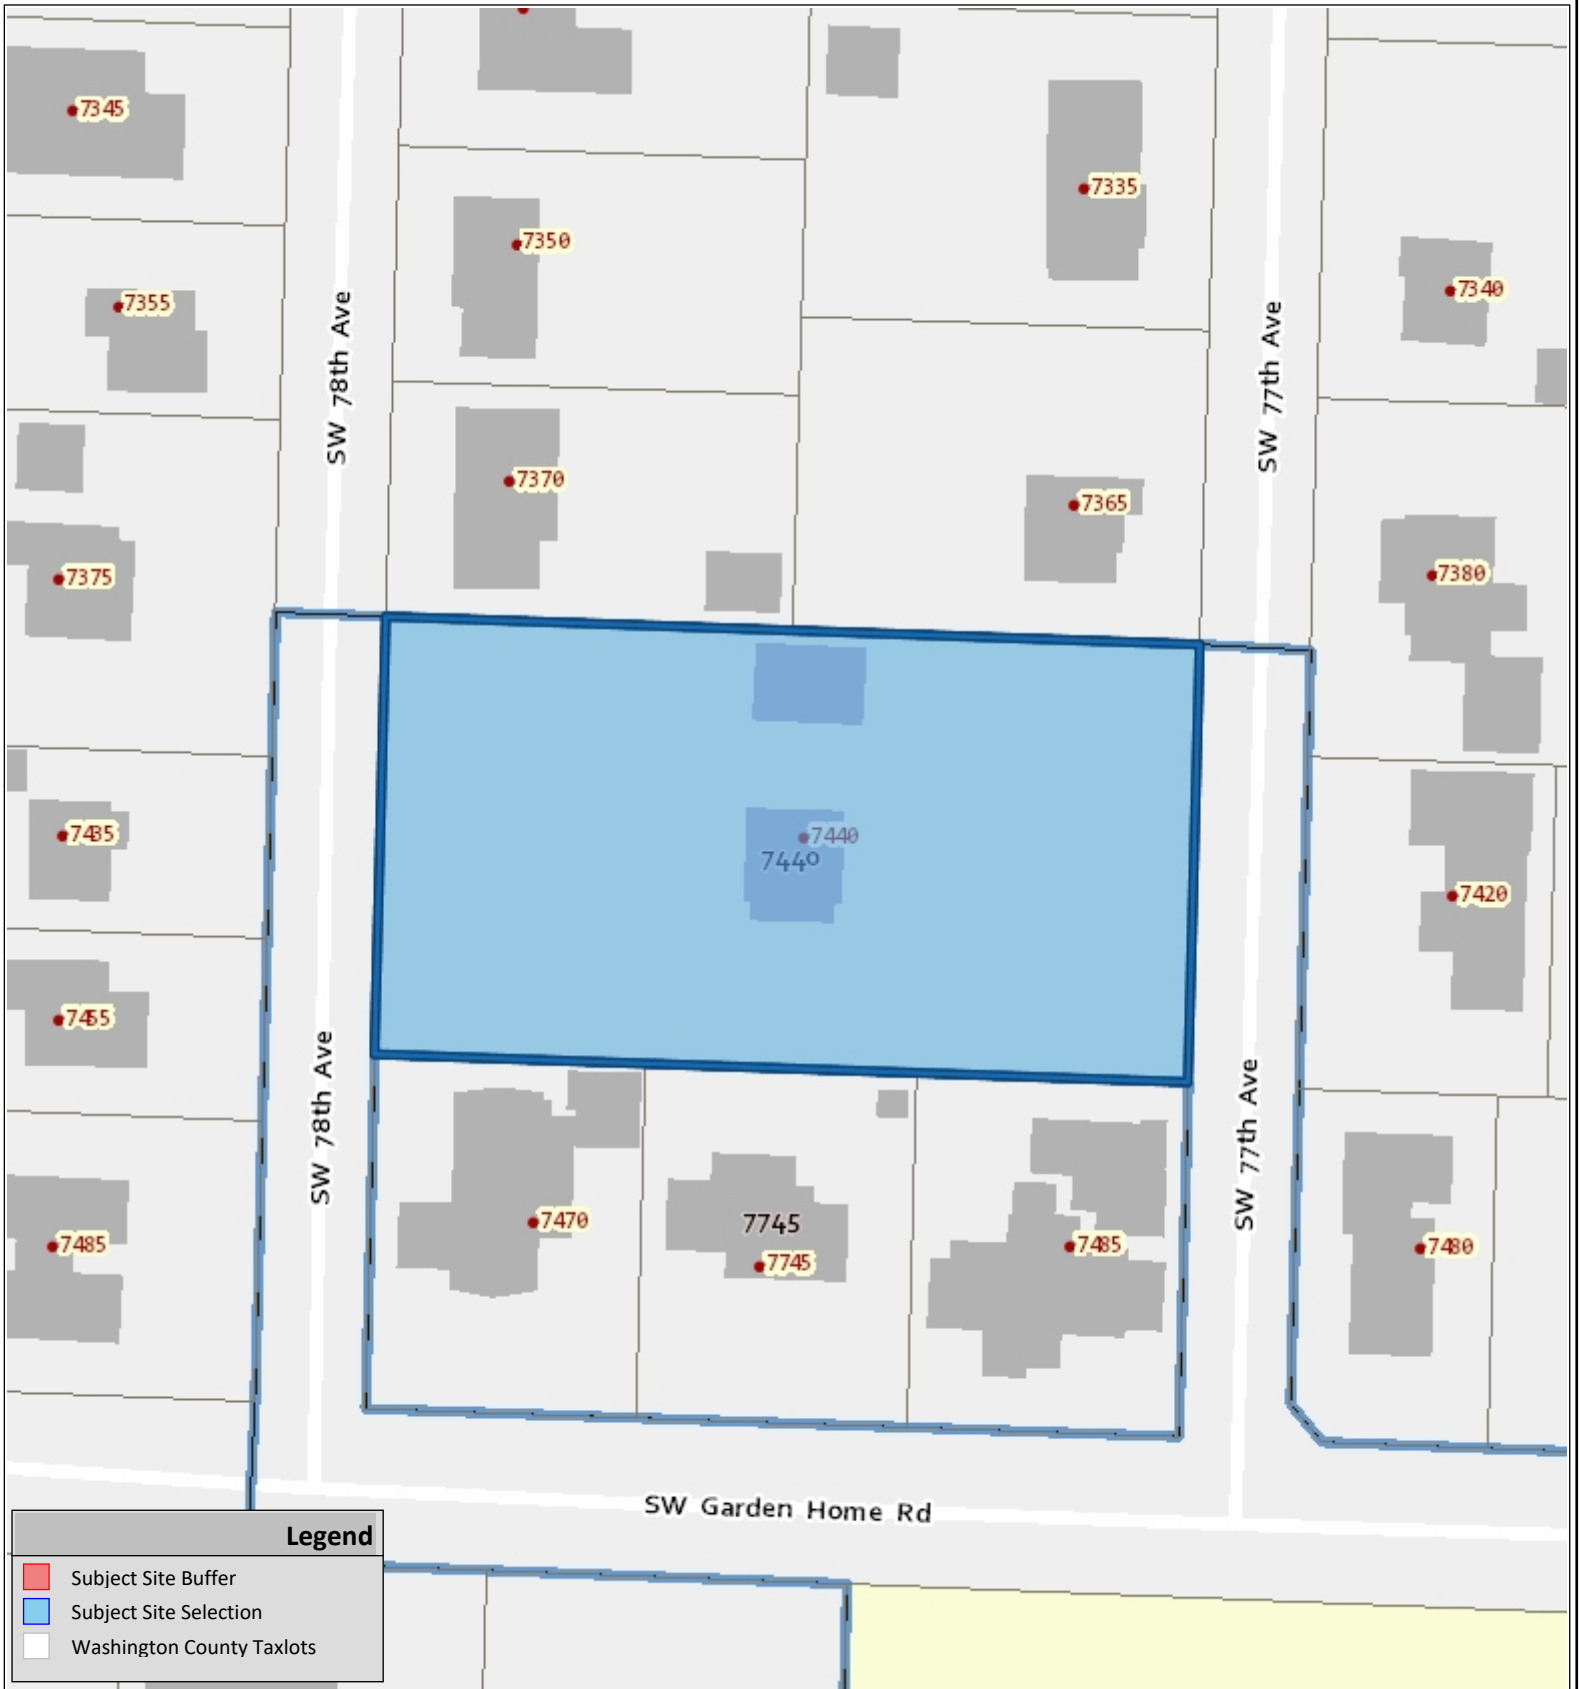 7345
7335
7350
7340
7355
SW 78th Ave
SW 77th Ave
7370
7365
7375
7380
7435
7440
7440
7420
7455
SW 78th Ave
SW 77th Ave
7470
7745
7745
7485
7485
7480
SW Garden Home Rd
Legend
Subject Site Buffer
Subject Site Selection
Washington County Taxlots